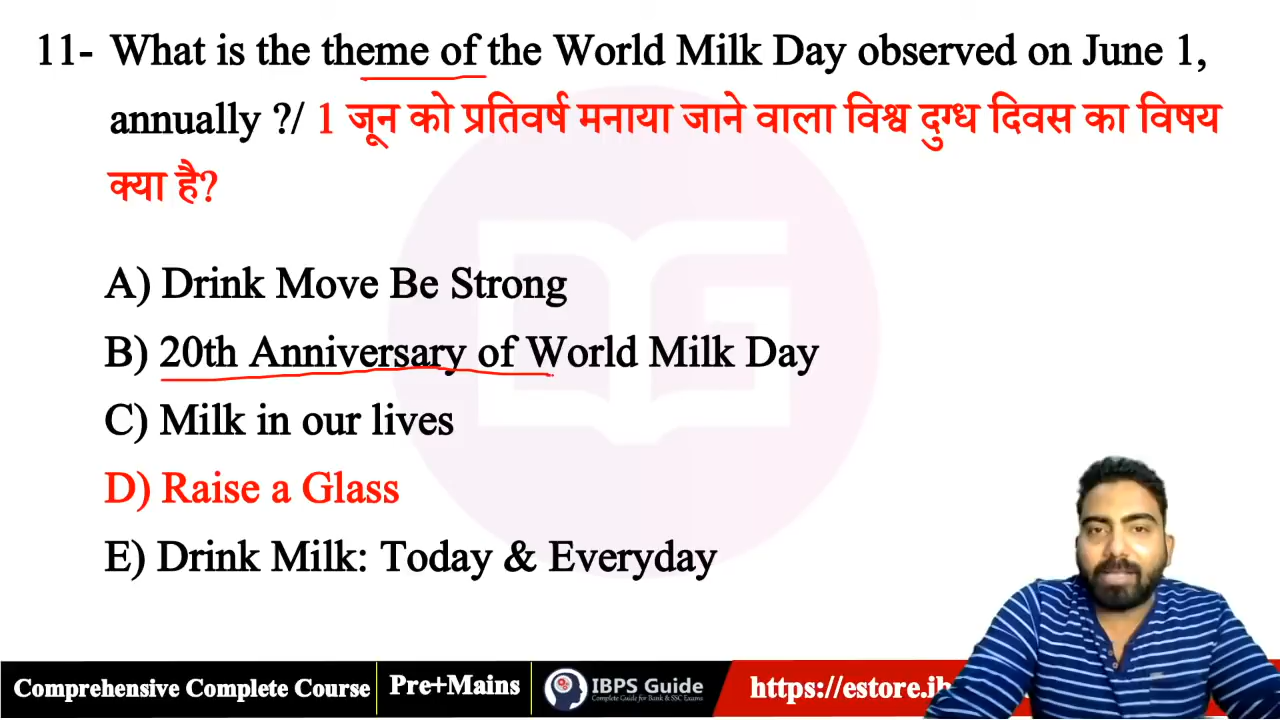 11- What is the theme of the World Milk Day observed on June 1,
annually ?/ 1 जून को प्रतिवर्ष मनाया जाने वाला विश्व दुग्ध दिवस का विषय
क्या है?
A) Drink Move Be Strong
B) 20th Anniversary of World Milk Day
C) Milk in our lives
D) Raise a Glass
E) Drink Milk: Today & Everyday
Comprehensive Complete Course
Pre+Mains
IBPS Guide
Complete Guide for Bank & SSC Exams
https://estore.ib